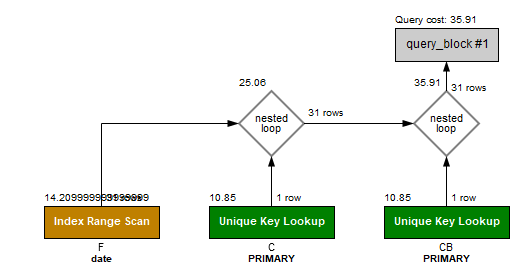 Query cost: 35.91
query_block #1
25.06
35.91
31 rows
nested
loop
31 rows
nested
loop
10.85
1 row
10.85
1 row
Index Range Scan
Unique Key Lookup
Unique Key Lookup
F
C
CB
date
PRIMARY
PRIMARY